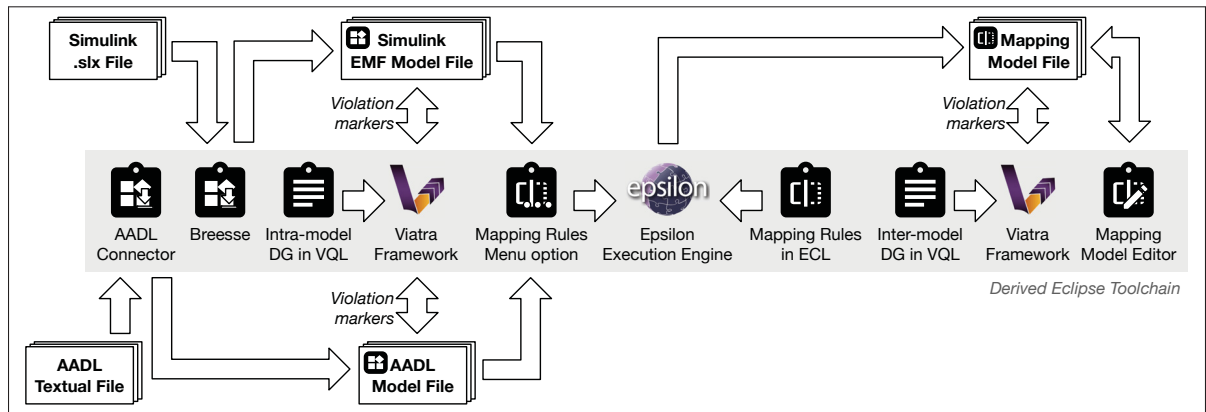 Simulink
.slx File
Simulink
EMF Model File
Mapping
Model File
Violation
markers
Violation
markers
epsilon
AADL
Connector
Breesse
Intra-model
DG in VQL
Viatra
Framework
Mapping Rules
Menu option
Epsilon
Execution Engine
Mapping Rules
in ECL
Inter-model
DG in VQL
Viatra
Framework
Mapping
Model Editor
Derived Eclipse Toolchain
Violation
markers
AADL
Textual File
AADL
Model File